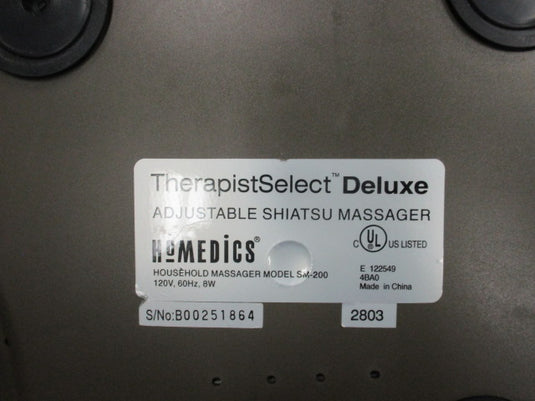 TherapistSelect™ Deluxe
ADJUSTABLE SHIATSU MASSAGER
HoMEDiCS®
C UL US LISTED
HOUSEHOLD MASSAGER MODEL SM-200
120V, 60Hz, 8W
E 122549
4BA0
Made in China
S/No:B00251864
2803